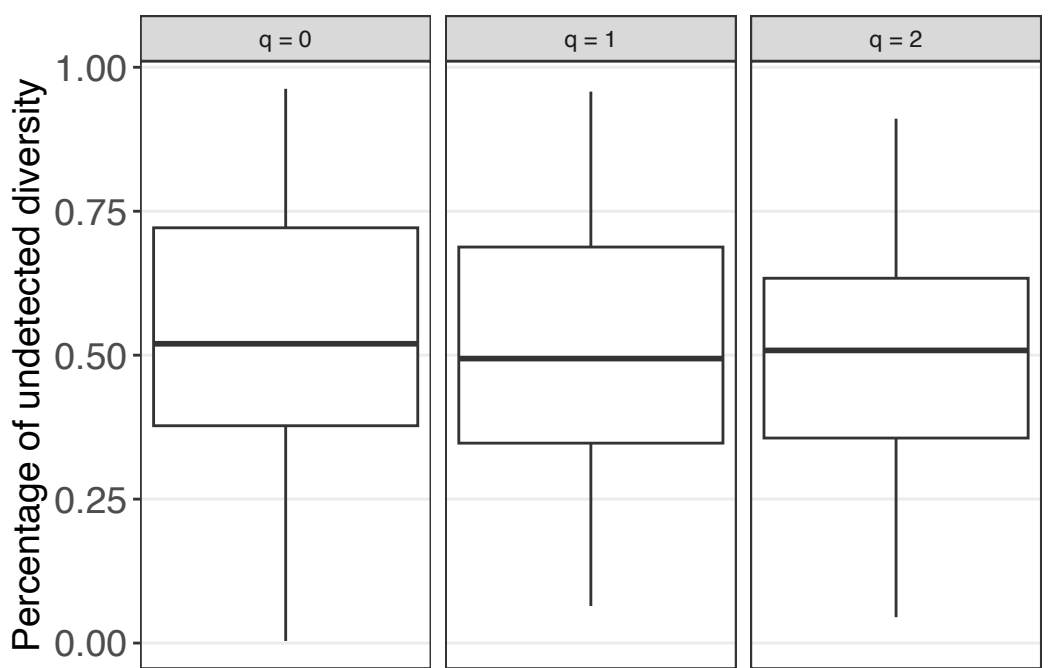 q = 0
q = 1
q = 2
Percentage of undetected diversity
1.00
0.75
0.50
0.25
0.00